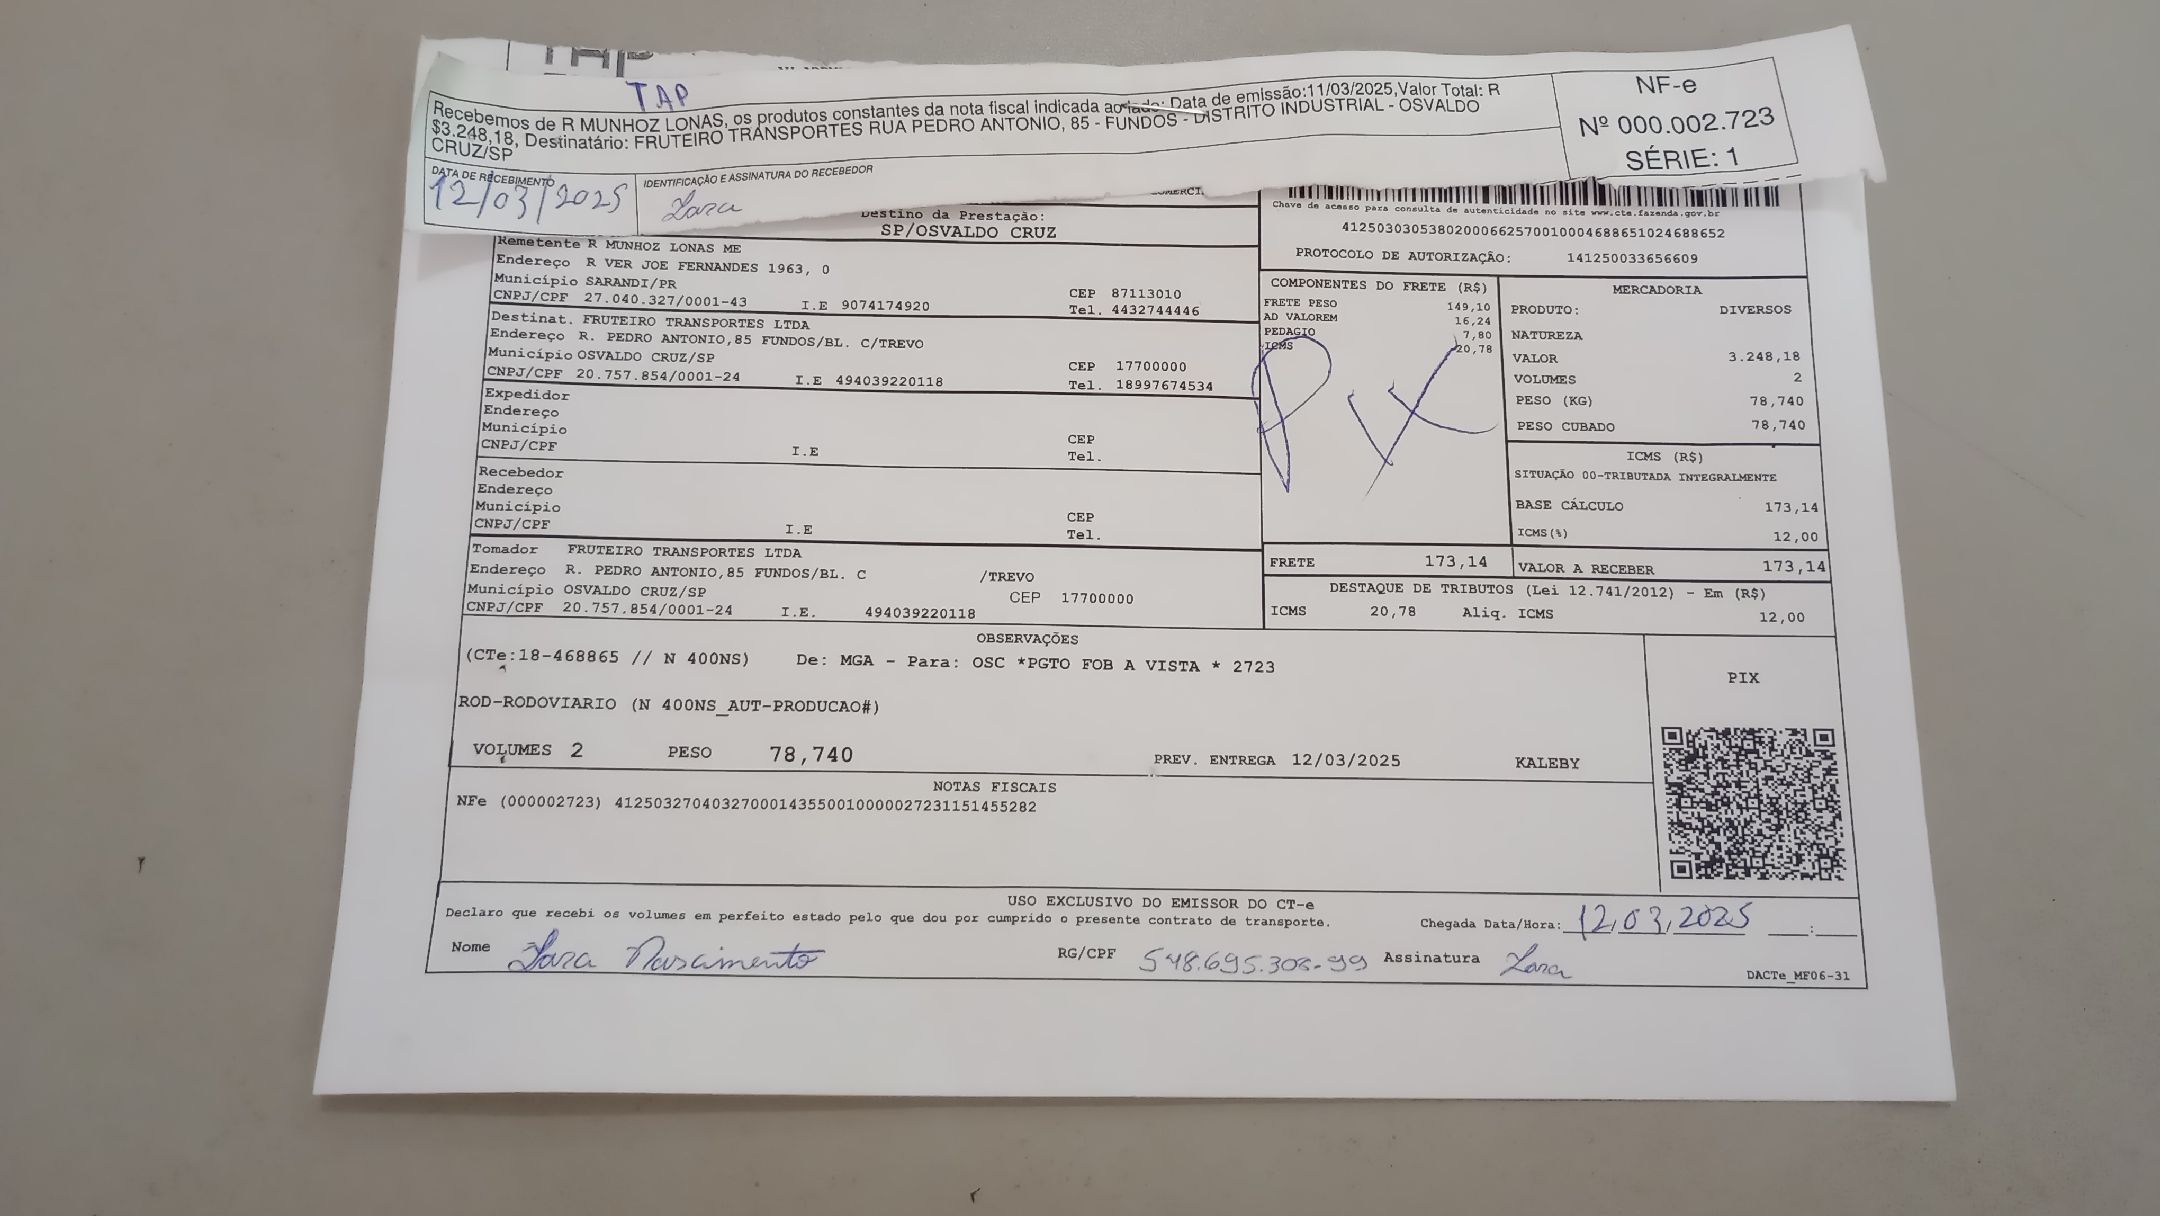 TAP
Recebemos de R MUNHOZ LONAS, os produtos constantes da nota fiscal indicada ao lado: Data de emissão:11/03/2025,Valor Total: R
$3.248,18, Destinatário: FRUTEIRO TRANSPORTES RUA PEDRO ANTONIO, 85 - FUNDOS - DISTRITO INDUSTRIAL - OSVALDO
CRUZ/SP
NF-e
Nº 000.002.723
SÉRIE: 1
DATA DE RECEBIMENTO
12/03/2025
IDENTIFICAÇÃO E ASSINATURA DO RECEBEDOR
Lara
Destino da Prestação:
SP/OSVALDO CRUZ
Chave de acesso para consulta de autenticidade no site www.cte.fazenda.gov.br
41250303053802000662570010004688651024688652
PROTOCOLO DE AUTORIZAÇÃO: 141250033656609
Remetente R MUNHOZ LONAS ME
Endereço R VER JOE FERNANDES 1963, 0
Município SARANDI/PR CEP 87113010
CNPJ/CPF 27.040.327/0001-43 I.E 9074174920 Tel. 4432744446
Destinat. FRUTEIRO TRANSPORTES LTDA
Endereço R. PEDRO ANTONIO,85 FUNDOS/BL. C/TREVO
Município OSVALDO CRUZ/SP CEP 17700000
CNPJ/CPF 20.757.854/0001-24 I.E 494039220118 Tel. 18997674534
Expedidor
Endereço
Município CEP
CNPJ/CPF I.E Tel.
Recebedor
Endereço
Município CEP
CNPJ/CPF I.E Tel.
Tomador FRUTEIRO TRANSPORTES LTDA
Endereço R. PEDRO ANTONIO,85 FUNDOS/BL. C /TREVO
Município OSVALDO CRUZ/SP CEP 17700000
CNPJ/CPF 20.757.854/0001-24 I.E. 494039220118
COMPONENTES DO FRETE (R$)
FRETE PESO 149,10
AD VALOREM 16,24
PEDAGIO 7,80
ICMS 20,78
PIX
FRETE 173,14
MERCADORIA
PRODUTO: DIVERSOS
NATUREZA
VALOR 3.248,18
VOLUMES 2
PESO (KG) 78,740
PESO CUBADO 78,740
ICMS (R$)
SITUAÇÃO 00-TRIBUTADA INTEGRALMENTE
BASE CÁLCULO 173,14
ICMS(%) 12,00
VALOR A RECEBER 173,14
DESTAQUE DE TRIBUTOS (Lei 12.741/2012) - Em (R$)
ICMS 20,78 Aliq. ICMS 12,00
OBSERVAÇÕES
(CTe:18-468865 // N 400NS) De: MGA - Para: OSC *PGTO FOB A VISTA * 2723
ROD-RODOVIARIO (N 400NS_AUT-PRODUCAO#)
VOLUMES 2 PESO 78,740 PREV. ENTREGA 12/03/2025 KALEBY
PIX
NOTAS FISCAIS
NFe (000002723) 41250327040327000143550010000027231151455282
USO EXCLUSIVO DO EMISSOR DO CT-e
Declaro que recebi os volumes em perfeito estado pelo que dou por cumprido o presente contrato de transporte.
Chegada Data/Hora: 12/03/2025 __:__
Nome Lara Nascimento RG/CPF 548.695.308-99 Assinatura Lara
DACTe_MF06-31